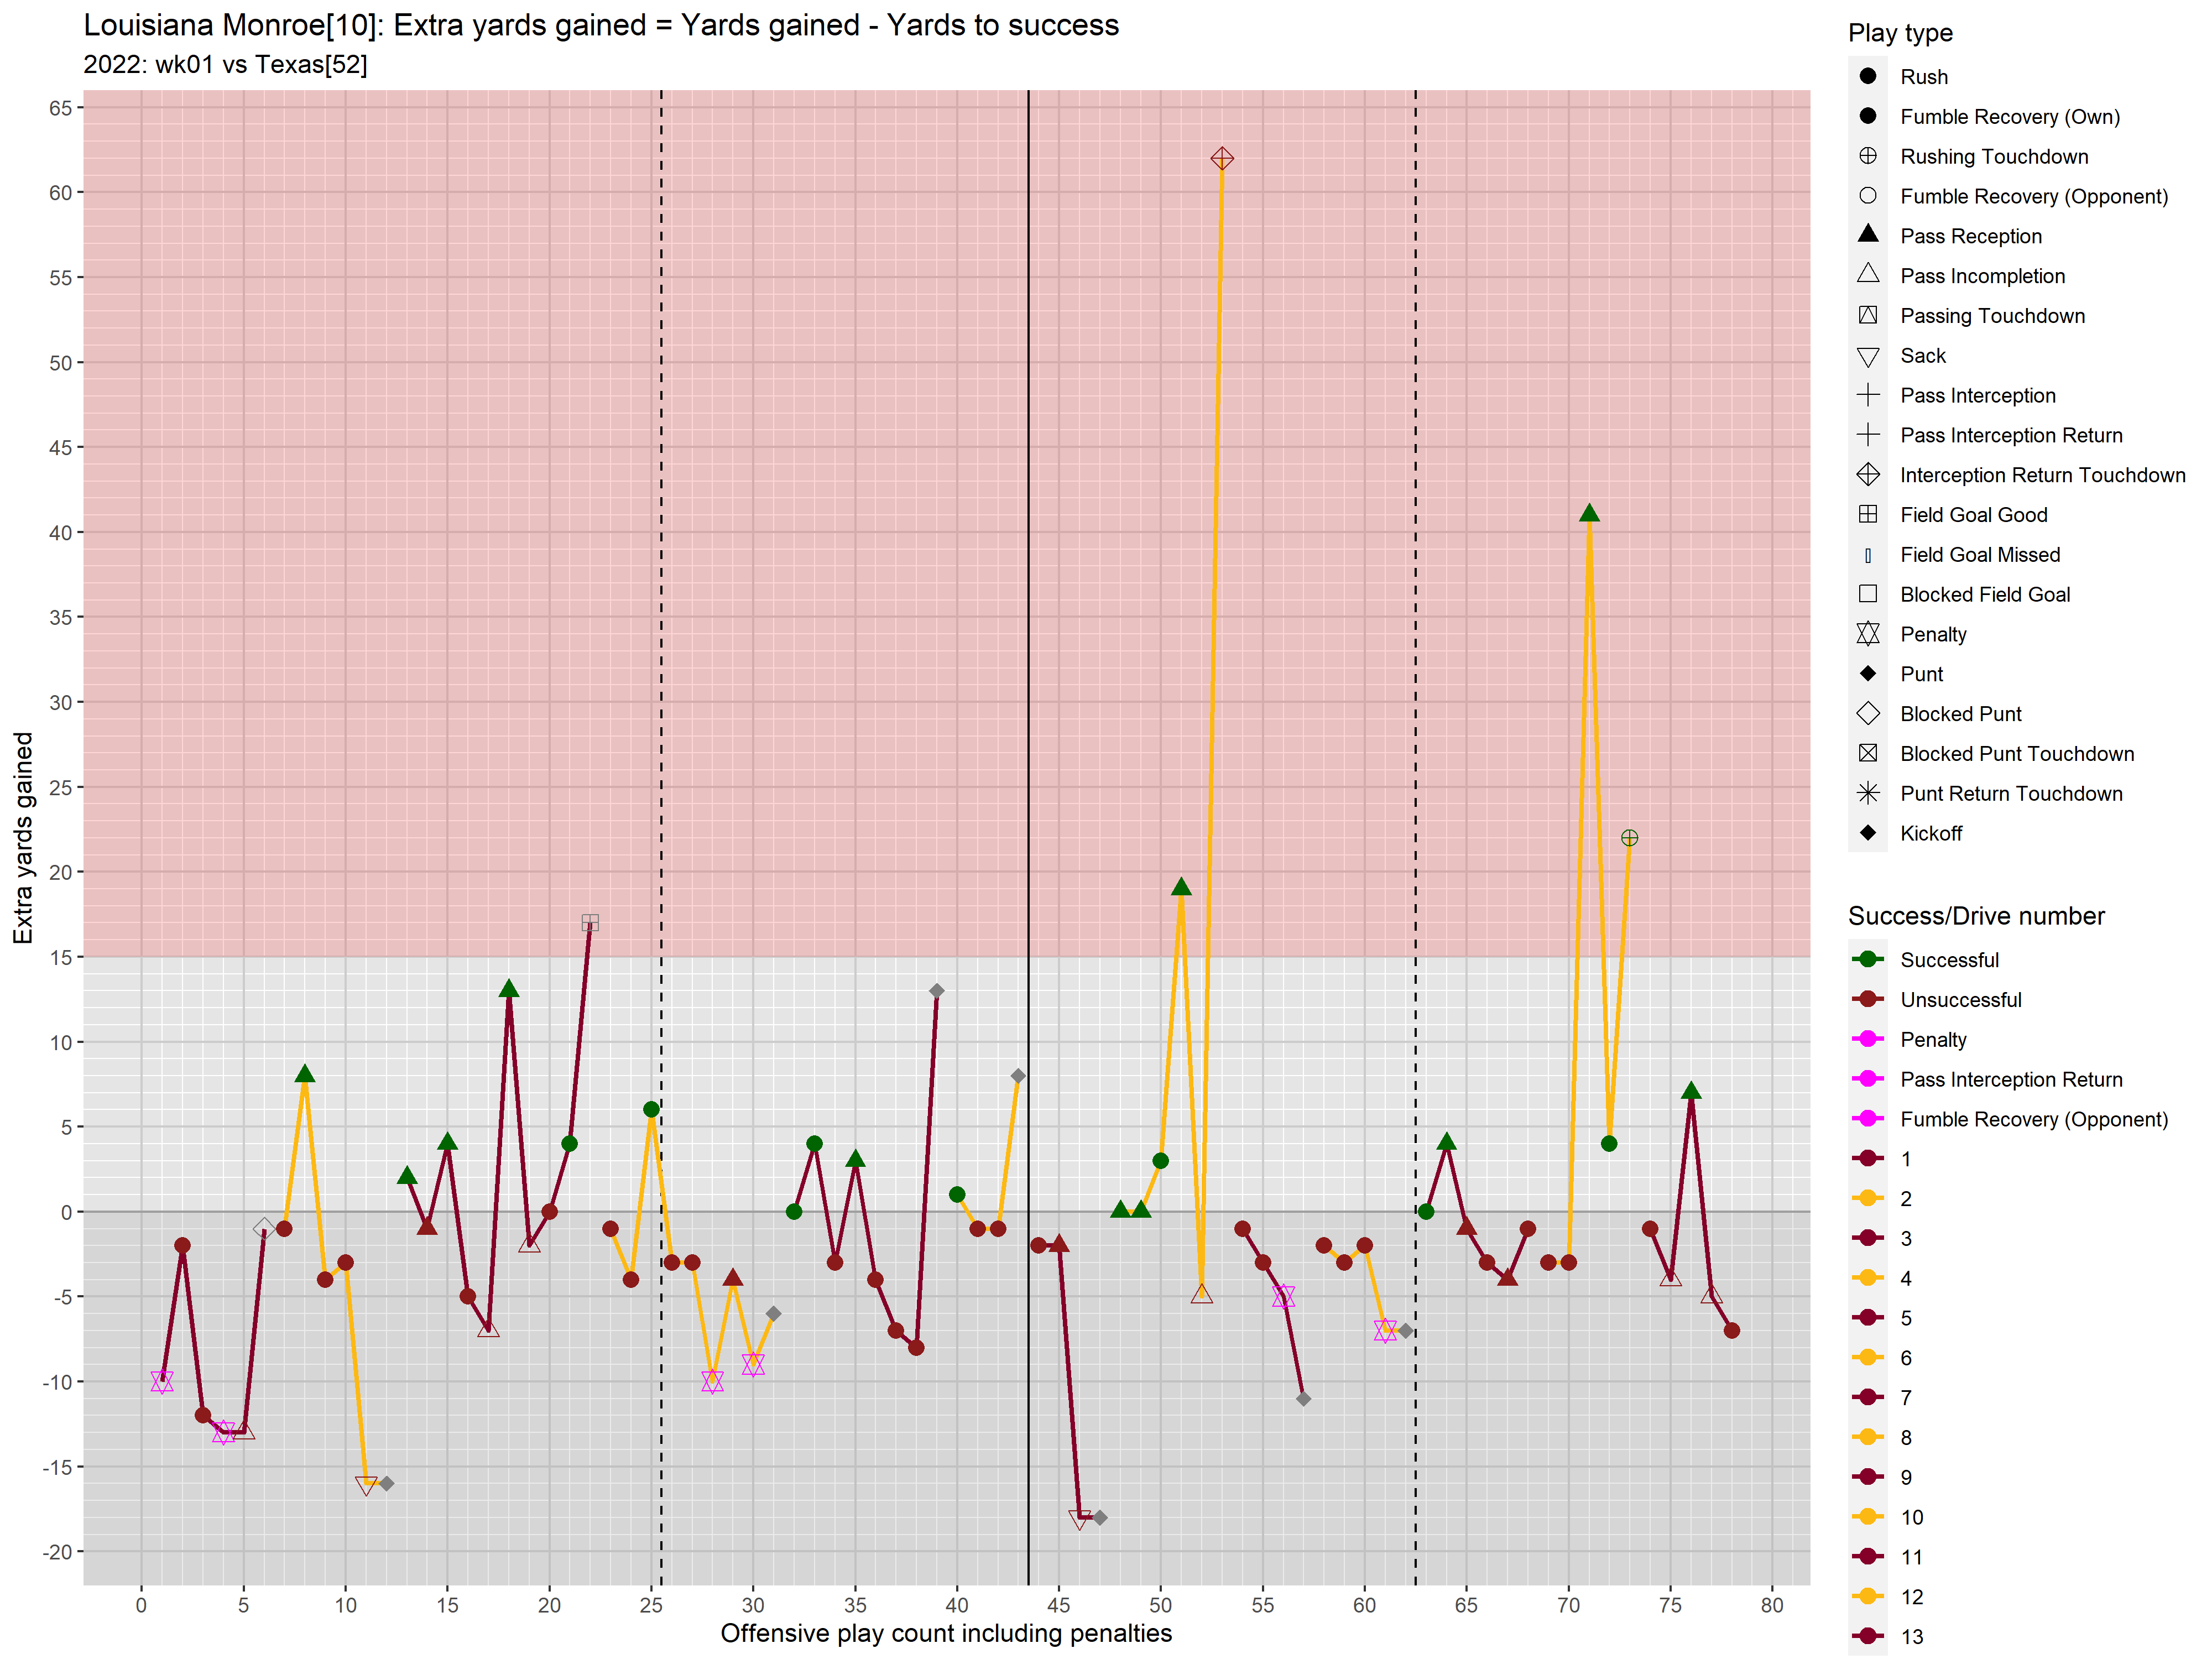 Louisiana Monroe[10]: Extra yards gained = Yards gained - Yards to success
2022: wk01 vs Texas[52]
Extra yards gained
65
60
55
50
45
40
35
30
25
20
15
10
5
0
-5
-10
-15
-20
0 5 10 15 20 25 30 35 40 45 50 55 60 65 70 75 80
Offensive play count including penalties
Play type
Rush
Fumble Recovery (Own)
Rushing Touchdown
Fumble Recovery (Opponent)
Pass Reception
Pass Incompletion
Passing Touchdown
Sack
Pass Interception
Pass Interception Return
Interception Return Touchdown
Field Goal Good
Field Goal Missed
Blocked Field Goal
Penalty
Punt
Blocked Punt
Blocked Punt Touchdown
Punt Return Touchdown
Kickoff
Success/Drive number
Successful
Unsuccessful
Penalty
Pass Interception Return
Fumble Recovery (Opponent)
1
2
3
4
5
6
7
8
9
10
11
12
13